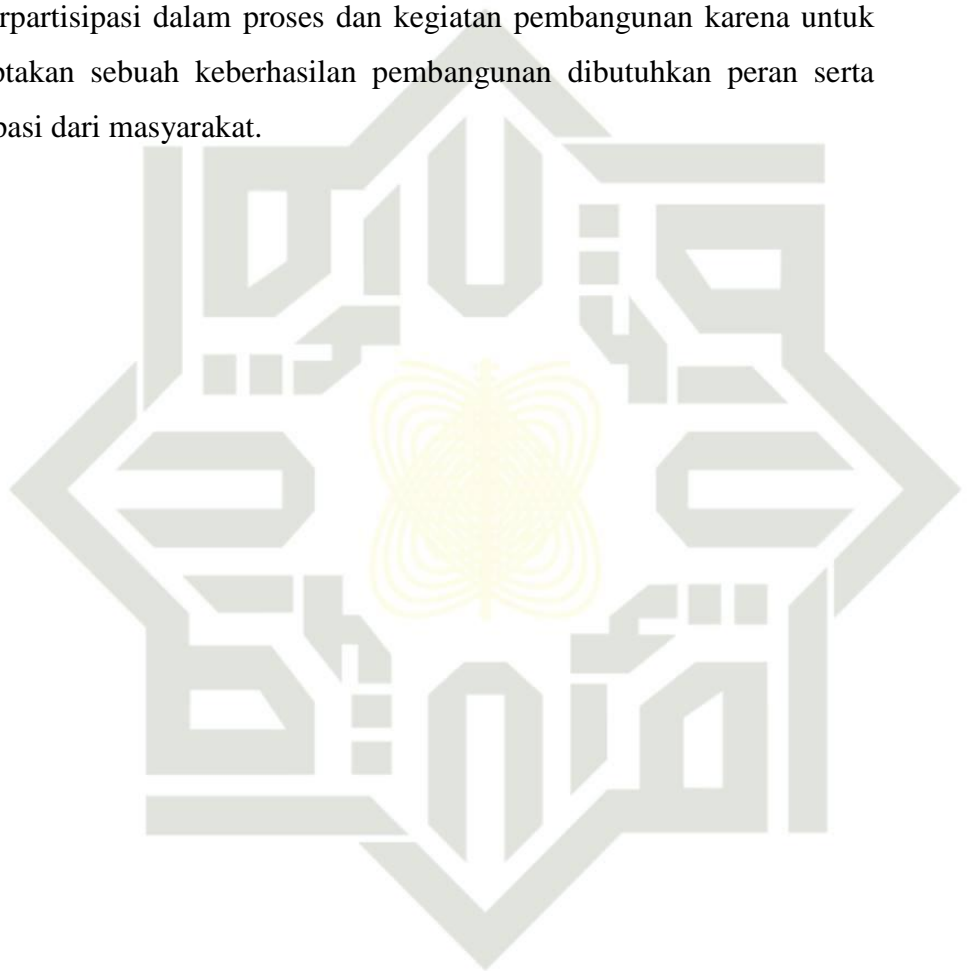 rpartisipasi dalam proses dan kegiatan pembangunan karena untuk
ptakan sebuah keberhasilan pembangunan dibutuhkan peran serta
pasi dari masyarakat.